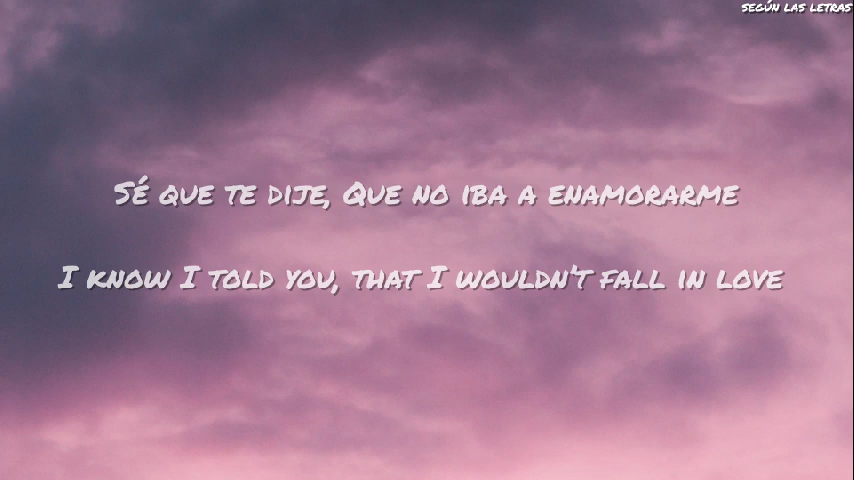 SEGÚN LAS LETRAS
SÉ QUE TE DIJE, QUE NO IBA A ENAMORARME
I KNOW I TOLD YOU, THAT I WOULDN'T FALL IN LOVE